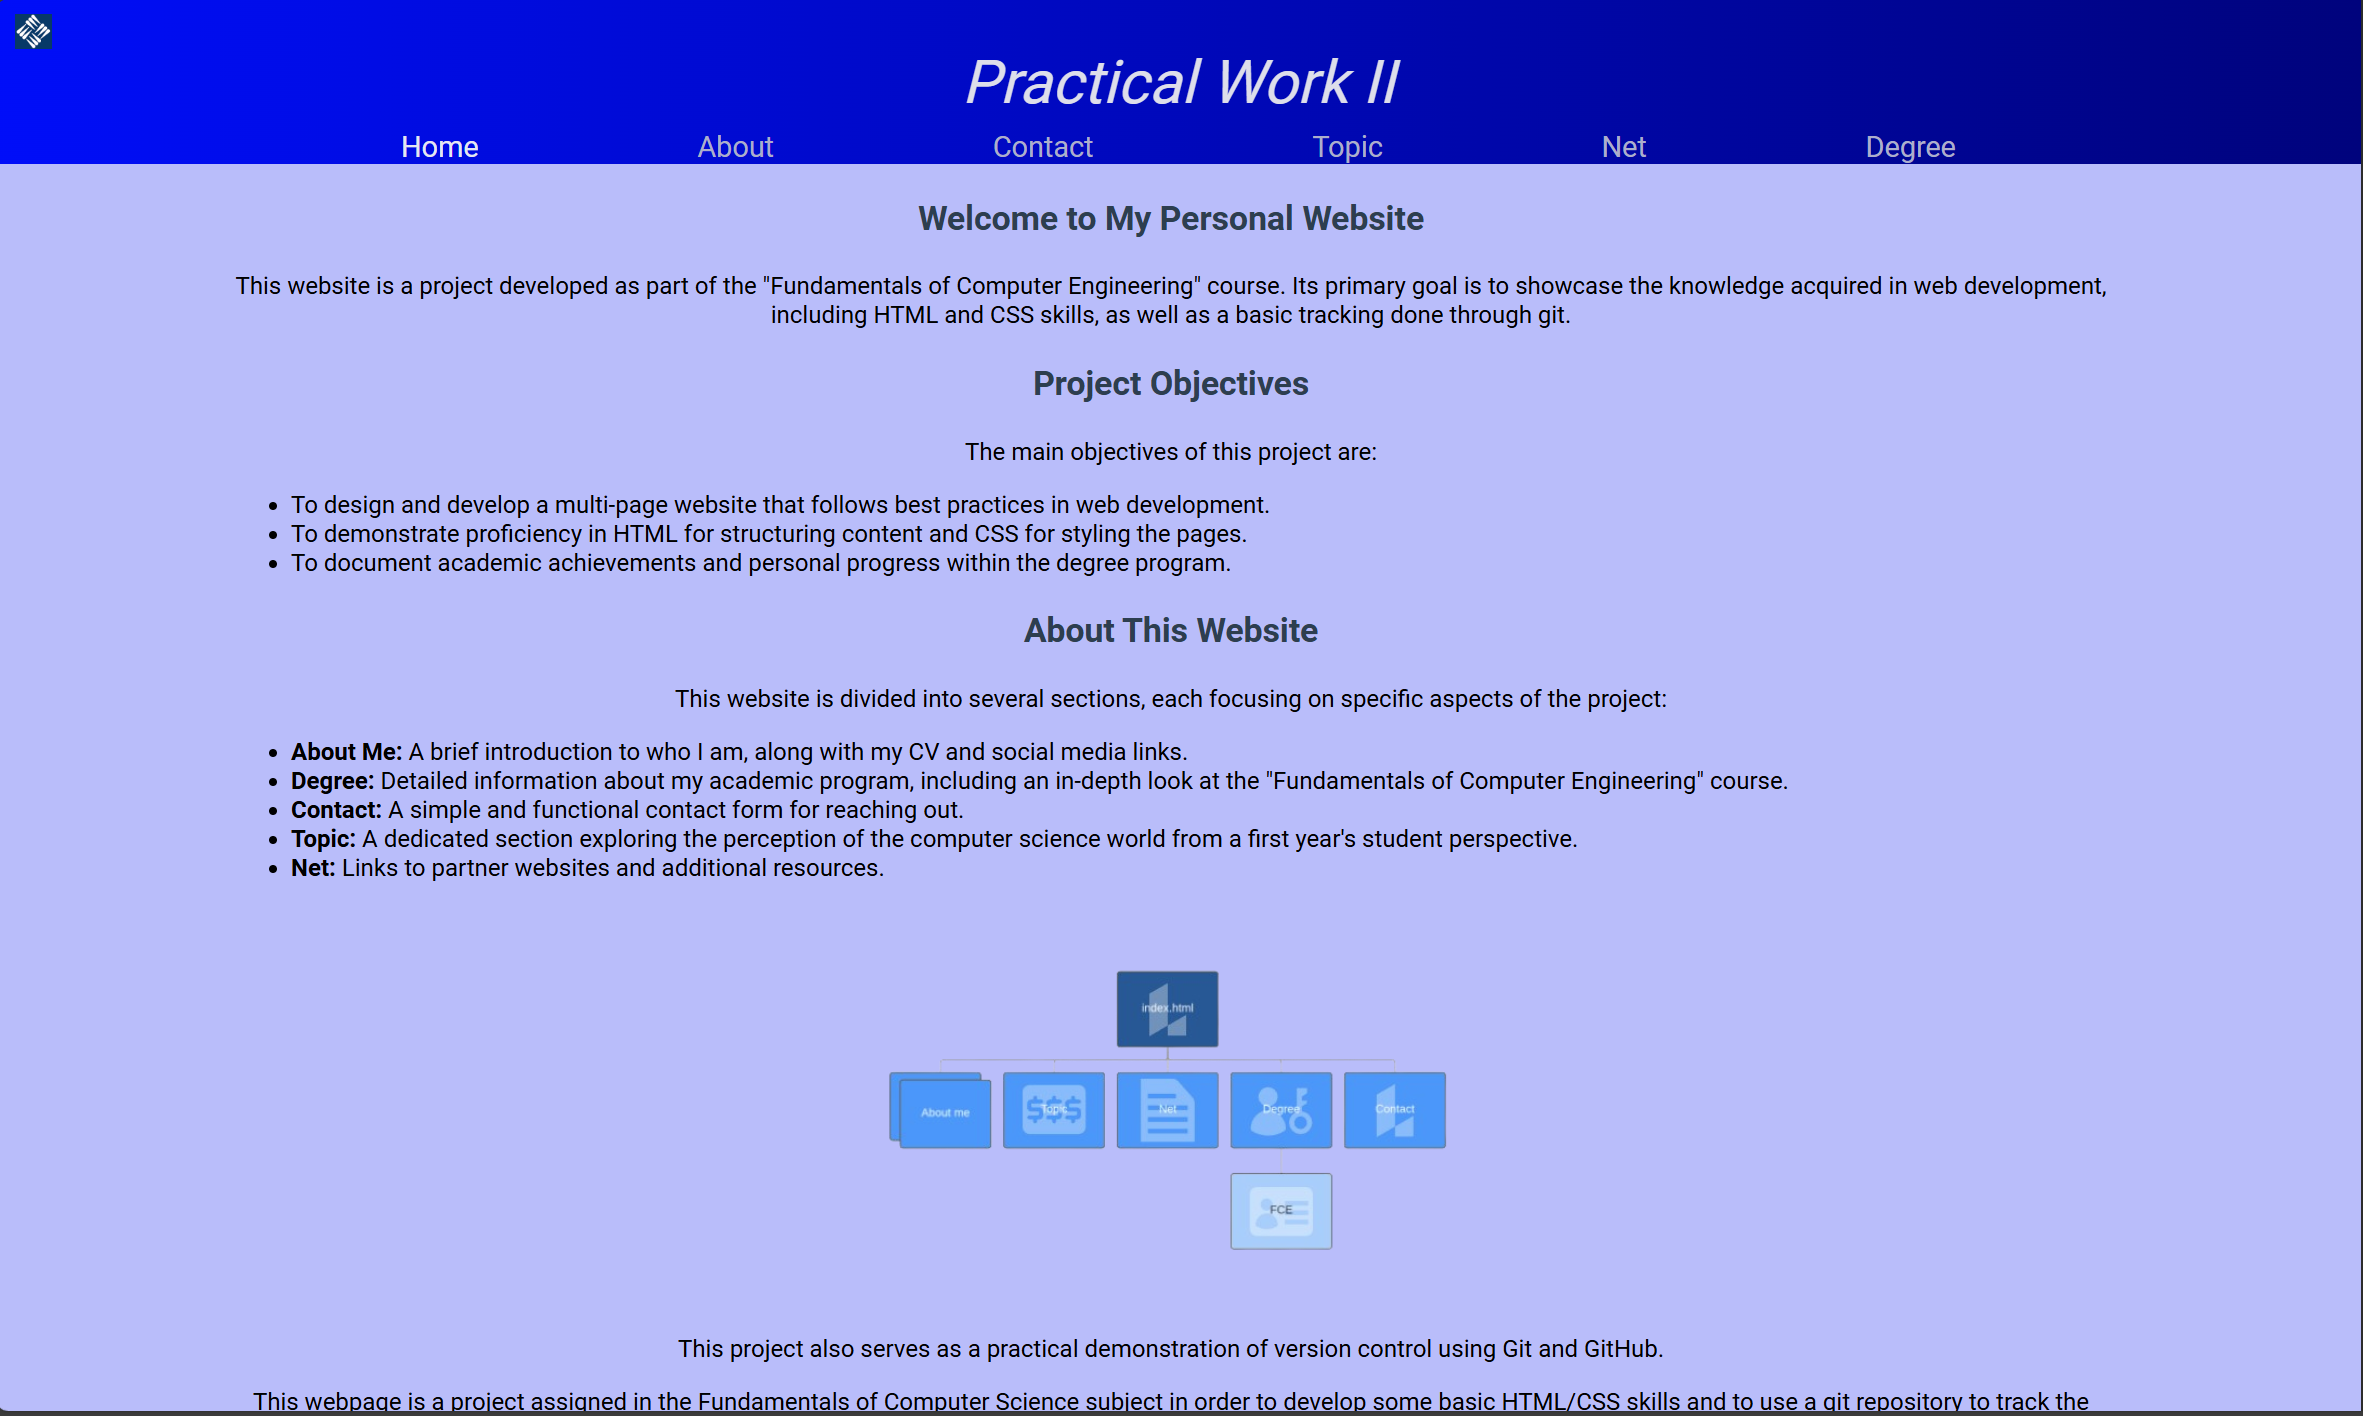 Practical Work II
Home About Contact Topic Net Degree
Welcome to My Personal Website
This website is a project developed as part of the "Fundamentals of Computer Engineering" course. Its primary goal is to showcase the knowledge acquired in web development,
including HTML and CSS skills, as well as a basic tracking done through git.
Project Objectives
The main objectives of this project are:
• To design and develop a multi-page website that follows best practices in web development.
• To demonstrate proficiency in HTML for structuring content and CSS for styling the pages.
• To document academic achievements and personal progress within the degree program.
About This Website
This website is divided into several sections, each focusing on specific aspects of the project:
• About Me: A brief introduction to who I am, along with my CV and social media links.
• Degree: Detailed information about my academic program, including an in-depth look at the "Fundamentals of Computer Engineering" course.
• Contact: A simple and functional contact form for reaching out.
• Topic: A dedicated section exploring the perception of the computer science world from a first year's student perspective.
• Net: Links to partner websites and additional resources.
index.html
About me
$$$
Topic
Net
Degree
Contact
FCE
This project also serves as a practical demonstration of version control using Git and GitHub.
This webpage is a project assigned in the Fundamentals of Computer Science subject in order to develop some basic HTML/CSS skills and to use a git repository to track the